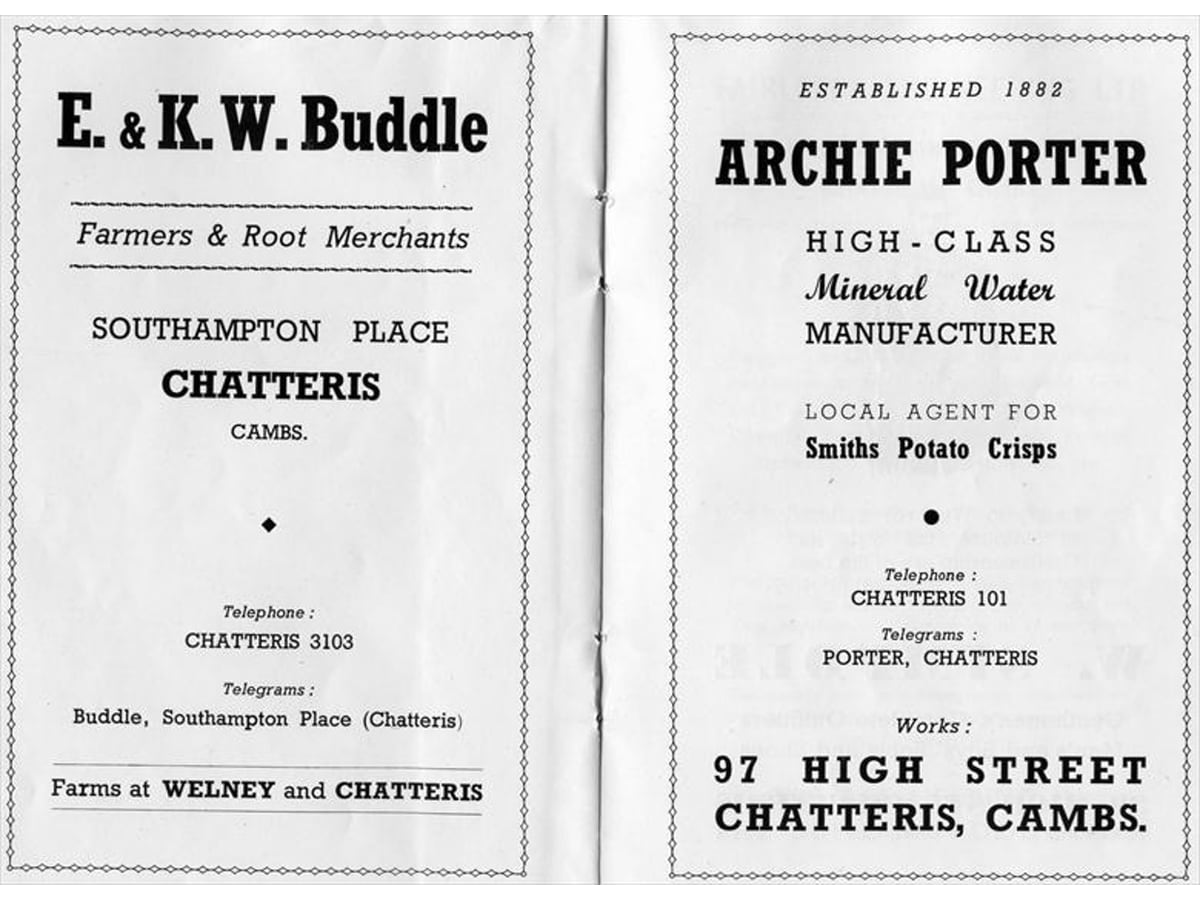 E. & K. W. Buddle
Farmers & Root Merchants
SOUTHAMPTON PLACE
CHATTERIS
CAMBS.
Telephone :
CHATTERIS 3103
Telegrams :
Buddle, Southampton Place (Chatteris)
Farms at WELNEY and CHATTERIS
ESTABLISHED 1882
ARCHIE PORTER
HIGH - CLASS
Mineral Water
MANUFACTURER
LOCAL AGENT FOR
Smiths Potato Crisps
Telephone :
CHATTERIS 101
Telegrams :
PORTER, CHATTERIS
Works :
97 HIGH STREET
CHATTERIS, CAMBS.